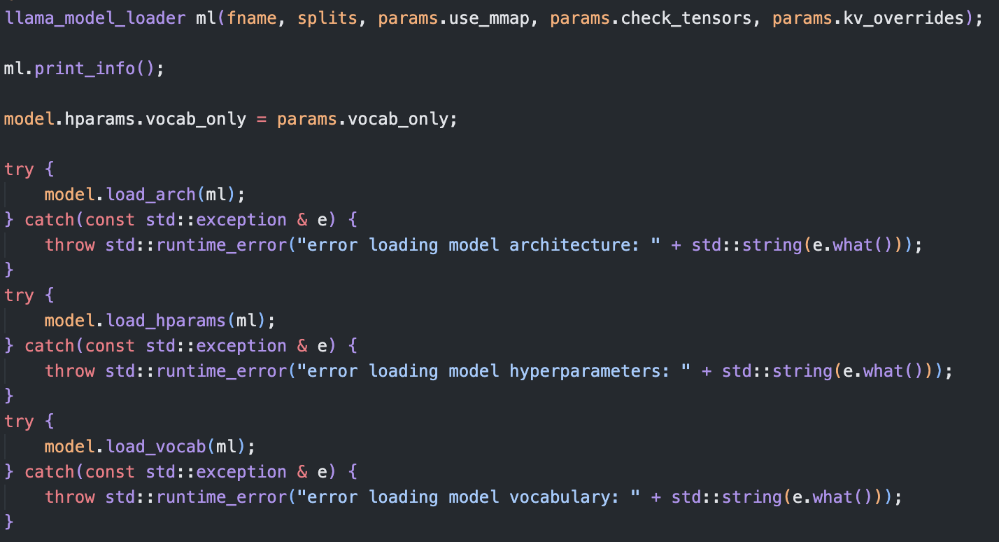 llama_model_loader ml(fname, splits, params.use_mmap, params.check_tensors, params.kv_overrides);
ml.print_info();
model.hparams.vocab_only = params.vocab_only;
try {
    model.load_arch(ml);
} catch(const std::exception & e) {
    throw std::runtime_error("error loading model architecture: " + std::string(e.what()));
}
try {
    model.load_hparams(ml);
} catch(const std::exception & e) {
    throw std::runtime_error("error loading model hyperparameters: " + std::string(e.what()));
}
try {
    model.load_vocab(ml);
} catch(const std::exception & e) {
    throw std::runtime_error("error loading model vocabulary: " + std::string(e.what()));
}